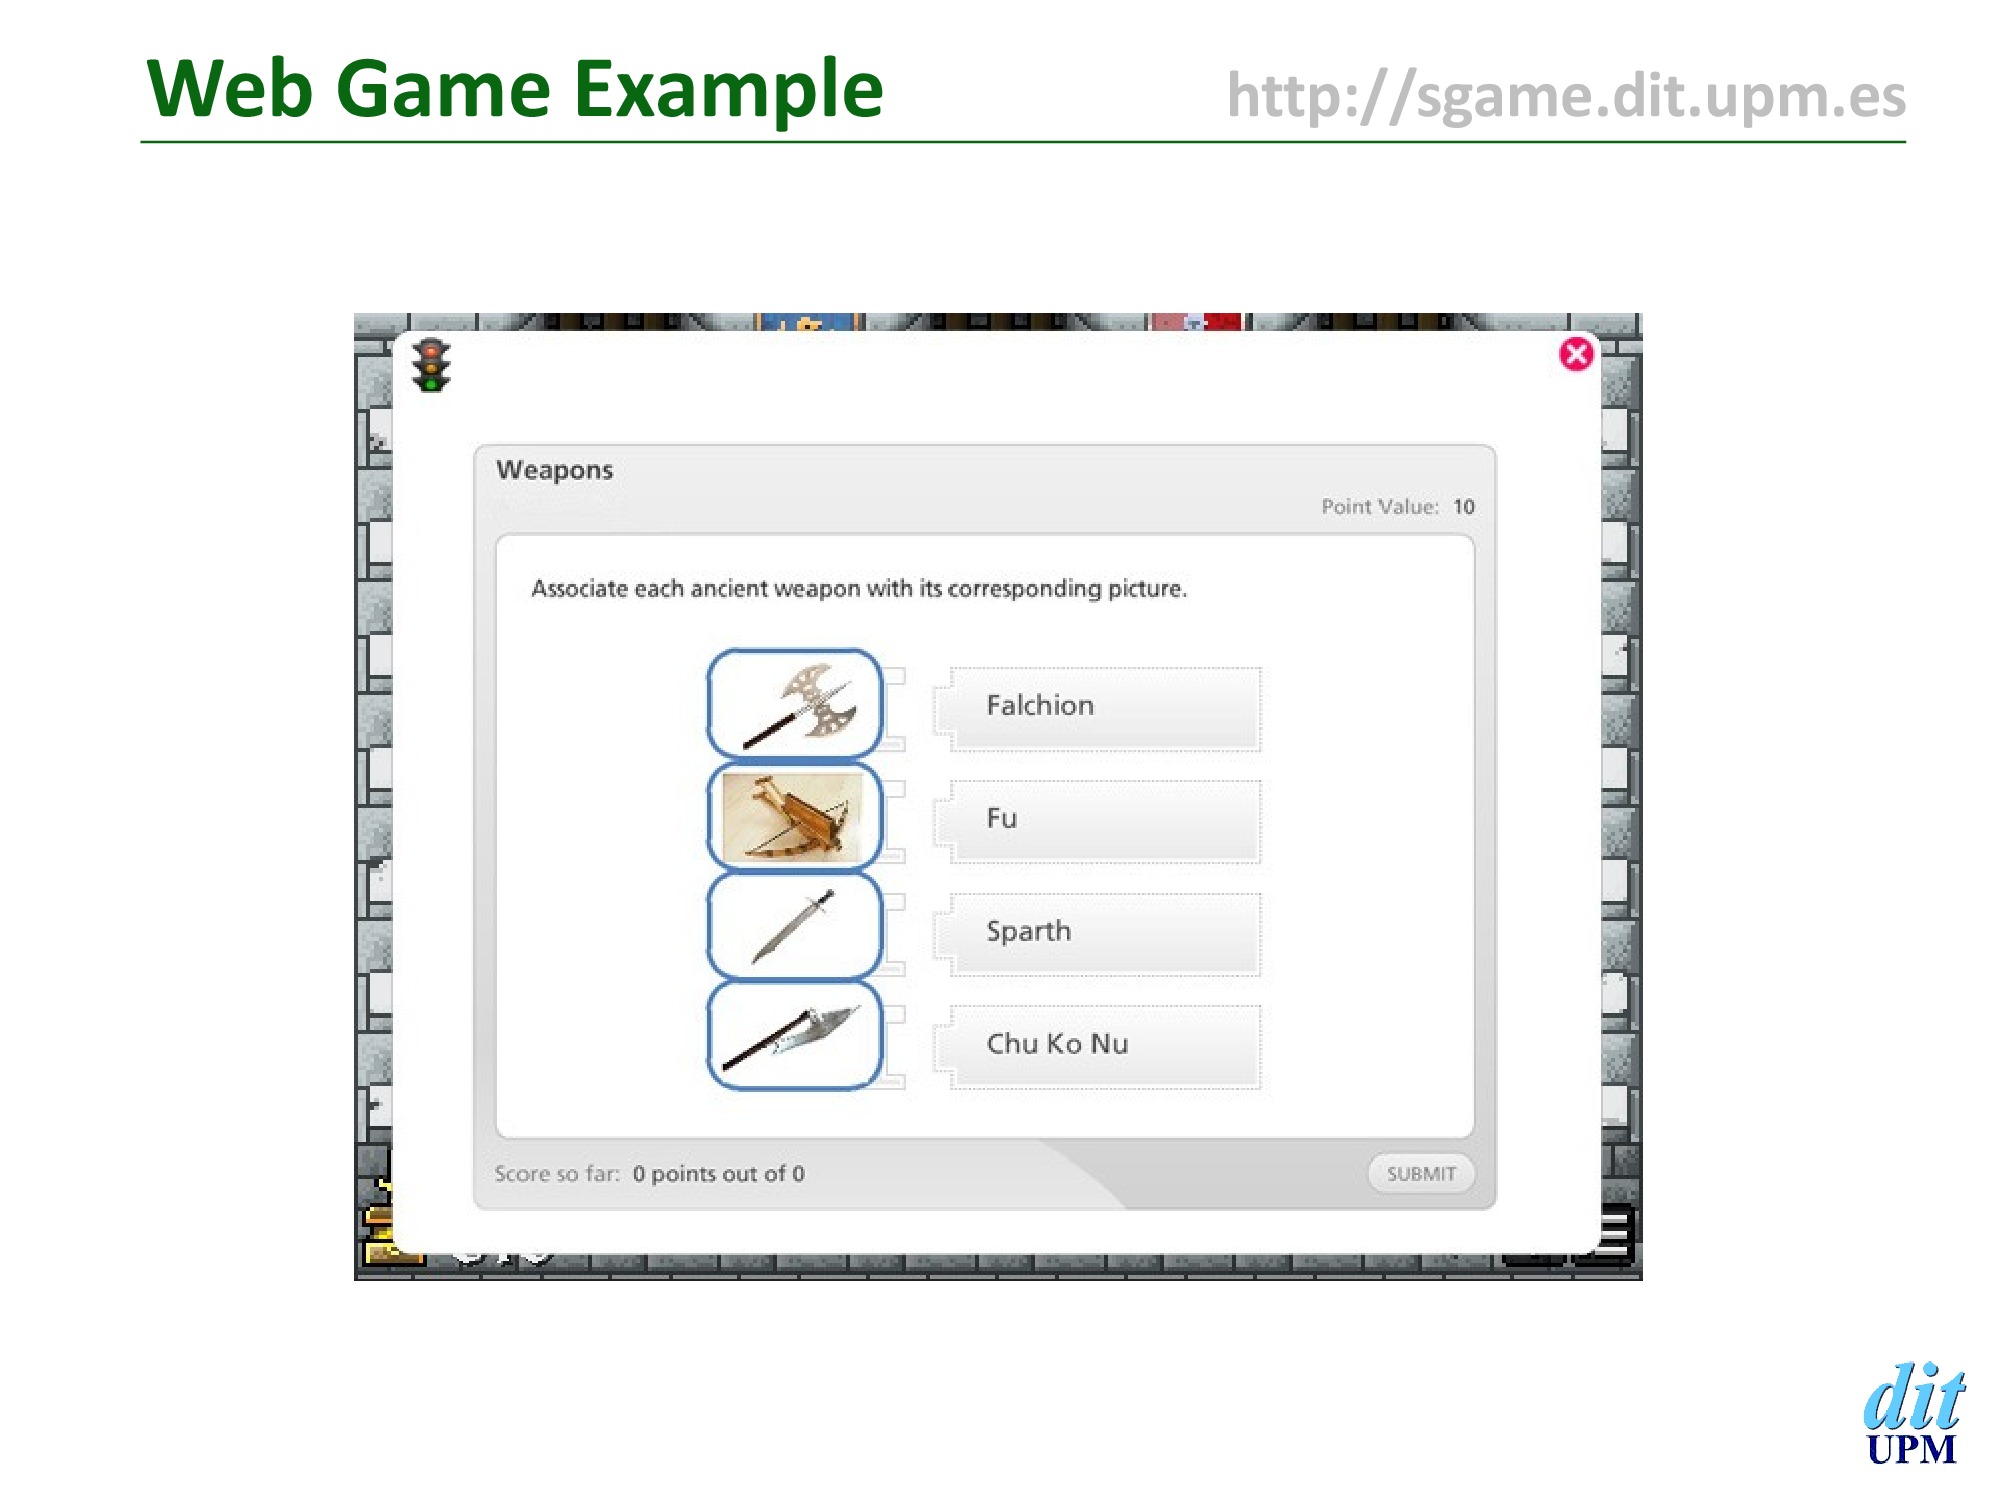 Web Game Example
http://sgame.dit.upm.es
Weapons
Point Value: 10
Associate each ancient weapon with its corresponding picture.
Falchion
Fu
Sparth
Chu Ko Nu
Score so far: 0 points out of 0
SUBMIT
dit
UPM